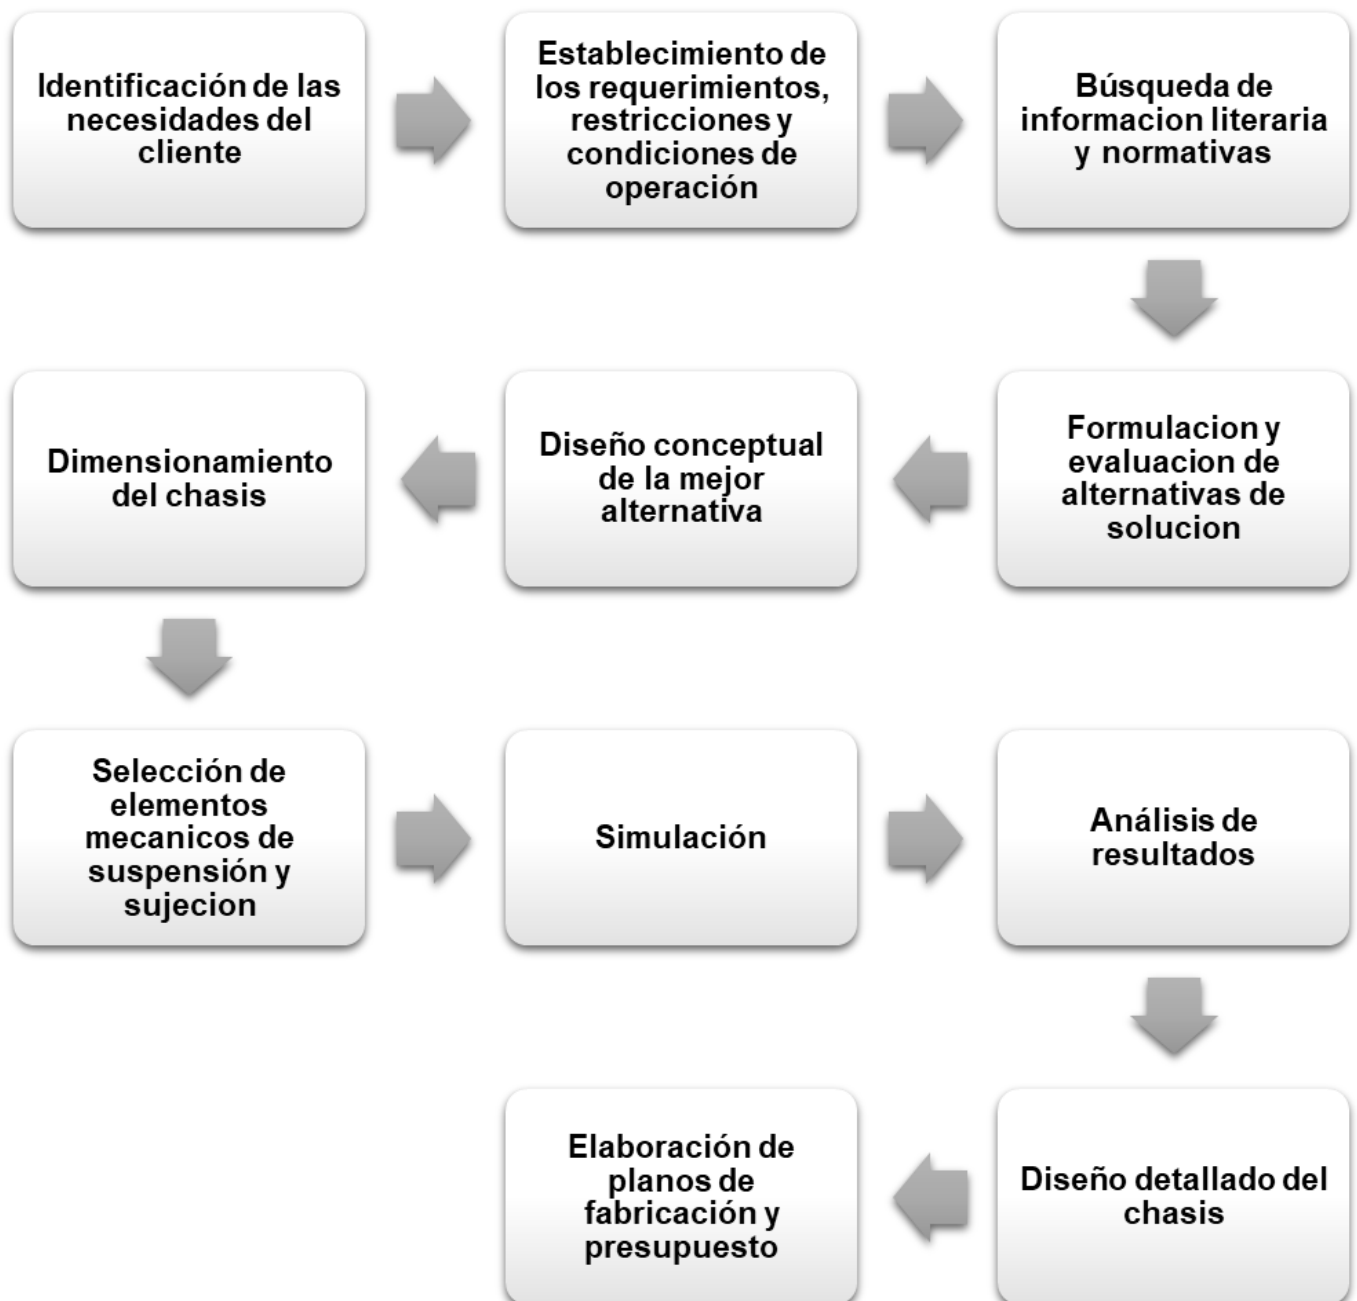 Identificación de las
necesidades del
cliente
Establecimiento de
los requerimientos,
restricciones y
condiciones de
operación
Búsqueda de
informacion literaria
y normativas
Formulacion y
evaluacion de
alternativas de
solucion
Diseño conceptual
de la mejor
alternativa
Dimensionamiento
del chasis
Selección de
elementos
mecanicos de
suspensión y
sujecion
Simulación
Análisis de
resultados
Diseño detallado del
chasis
Elaboración de
planos de
fabricación y
presupuesto